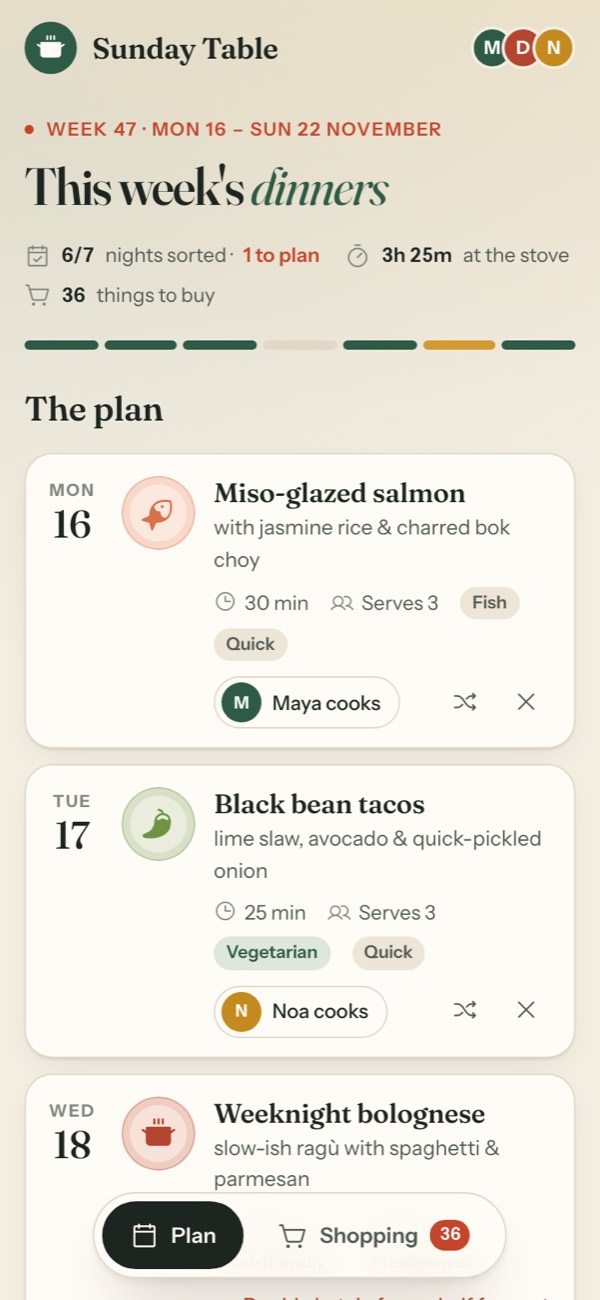 Sunday Table
M D N
WEEK 47 · MON 16 – SUN 22 NOVEMBER
This week's dinners
6/7 nights sorted · 1 to plan 3h 25m at the stove
36 things to buy
The plan
MON
16
Miso-glazed salmon
with jasmine rice & charred bok
choy
30 min Serves 3 Fish
Quick
M Maya cooks
TUE
17
Black bean tacos
lime slaw, avocado & quick-pickled
onion
25 min Serves 3
Vegetarian Quick
N Noa cooks
WED
18
Weeknight bolognese
slow-ish ragù with spaghetti &
parmesan
Plan Shopping 36